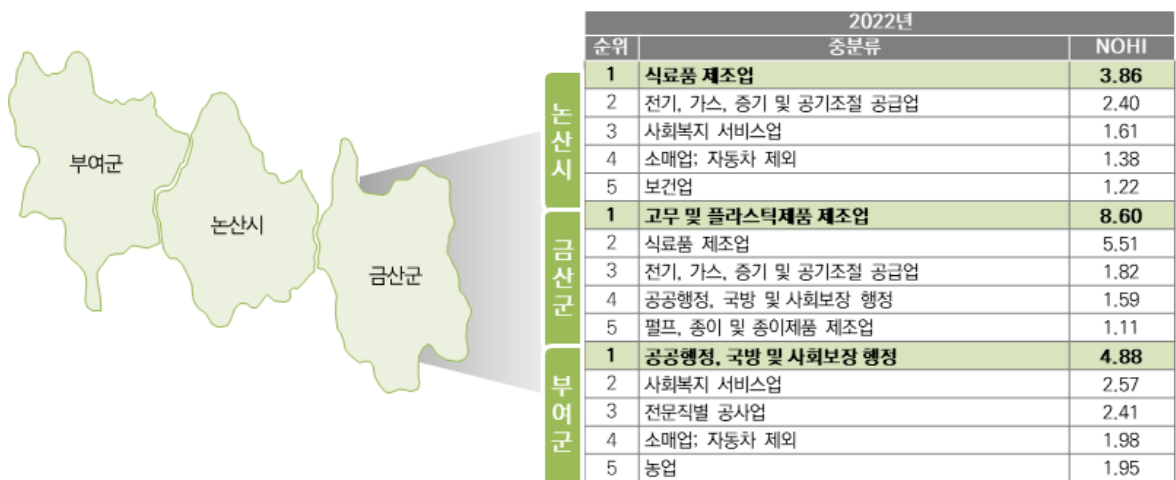 2022년
순위 중분류 NOHI
논산시
1 식료품 제조업 3.86
2 전기, 가스, 증기 및 공기조절 공급업 2.40
3 사회복지 서비스업 1.61
4 소매업; 자동차 제외 1.38
5 보건업 1.22
금산군
1 고무 및 플라스틱제품 제조업 8.60
2 식료품 제조업 5.51
3 전기, 가스, 증기 및 공기조절 공급업 1.82
4 공공행정, 국방 및 사회보장 행정 1.59
5 펄프, 종이 및 종이제품 제조업 1.11
부여군
1 공공행정, 국방 및 사회보장 행정 4.88
2 사회복지 서비스업 2.57
3 전문직별 공사업 2.41
4 소매업; 자동차 제외 1.98
5 농업 1.95
부여군
논산시
금산군